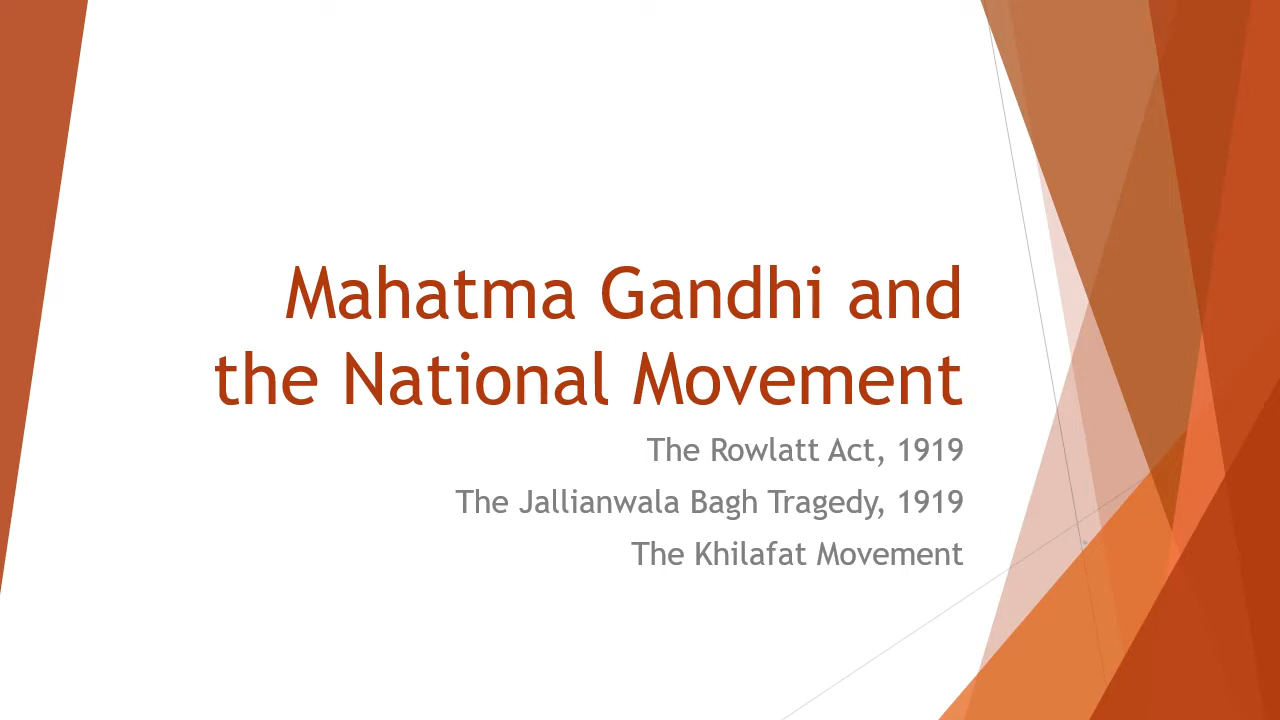 Mahatma Gandhi and
the National Movement
The Rowlatt Act, 1919
The Jallianwala Bagh Tragedy, 1919
The Khilafat Movement